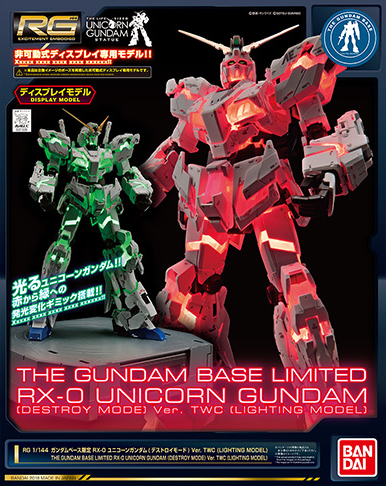 RG
EXCITEMENT EMBODIED
THE LIFE-SIZED
UNICORN
GUNDAM
STATUE
THE GUNDAM BASE
非可動式ディスプレイ専用モデル!!
Xxxxx xxxx xxx xxxx xxxxxxx!!
ディスプレイモデル
DISPLAY MODEL
光るユニコーンガンダム!!
赤から緑への
発光変化ギミック搭載!!
THE GUNDAM BASE LIMITED
RX-0 UNICORN GUNDAM
(DESTROY MODE) Ver. TWC (LIGHTING MODEL)
RG 1/144 ガンダムベース限定 RX-0 ユニコーンガンダム(デストロイモード) Ver. TWC (LIGHTING MODEL)
THE GUNDAM BASE LIMITED RX-0 UNICORN GUNDAM (DESTROY MODE) Ver. TWC (LIGHTING MODEL)
BANDAI 2018 MADE IN JAPAN
BAN
DAI